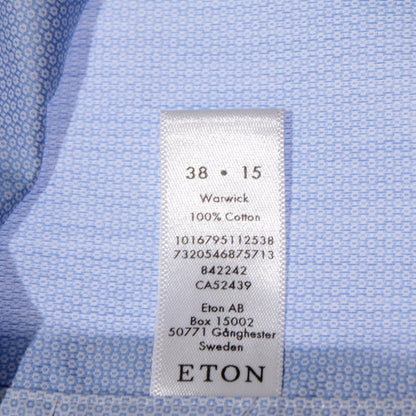 38 • 15
Warwick
100% Cotton
1016795112538
7320546875713
842242
CA52439
Eton AB
Box 15002
50771 Gånghester
Sweden
ETON